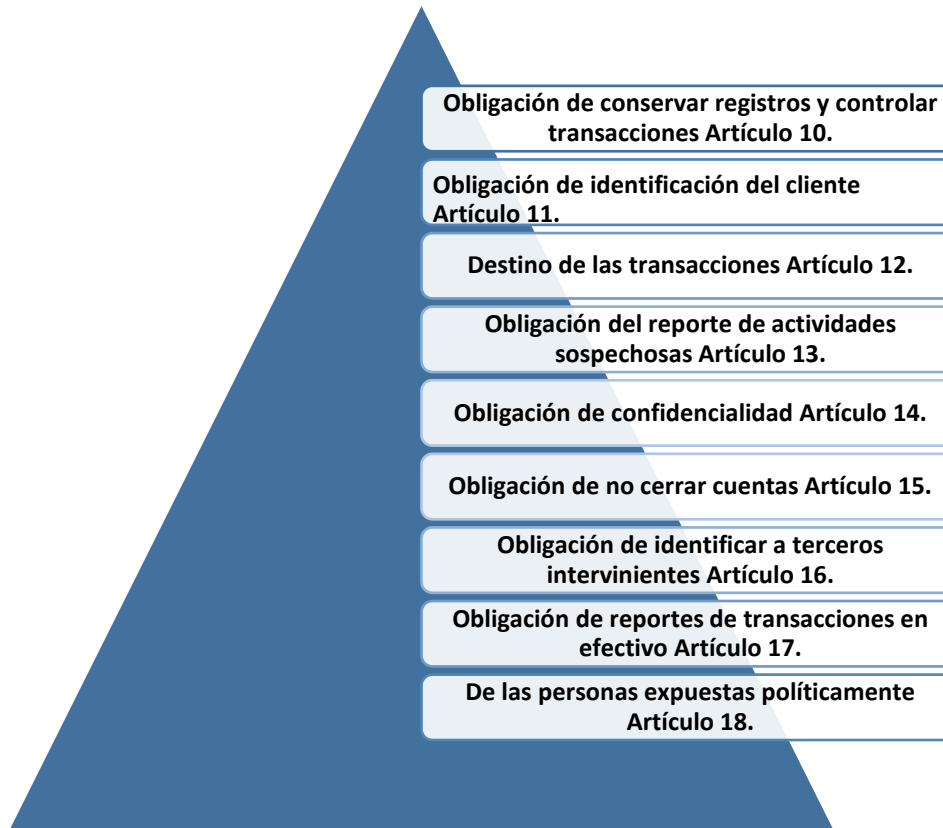 Obligación de conservar registros y controlar
transacciones Artículo 10.
Obligación de identificación del cliente
Artículo 11.
Destino de las transacciones Artículo 12.
Obligación del reporte de actividades
sospechosas Artículo 13.
Obligación de confidencialidad Artículo 14.
Obligación de no cerrar cuentas Artículo 15.
Obligación de identificar a terceros
intervinientes Artículo 16.
Obligación de reportes de transacciones en
efectivo Artículo 17.
De las personas expuestas políticamente
Artículo 18.